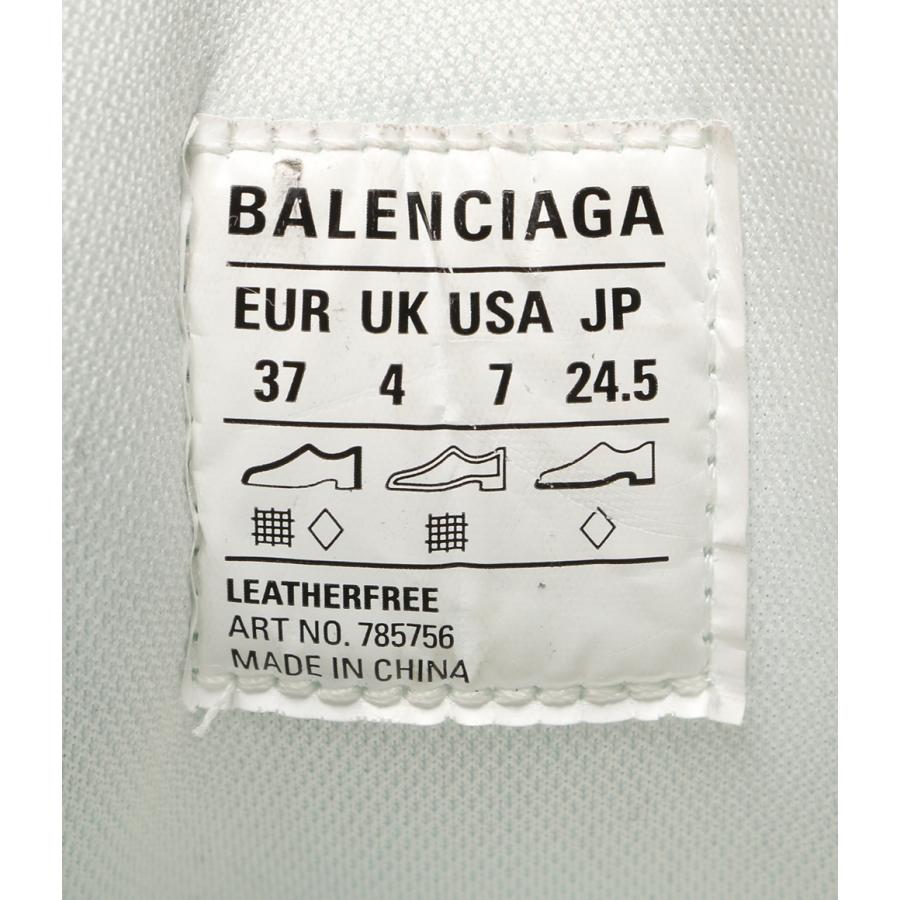 BALENCIAGA
EUR UK USA JP
37 4 7 24.5
LEATHERFREE
ART NO. 785756
MADE IN CHINA